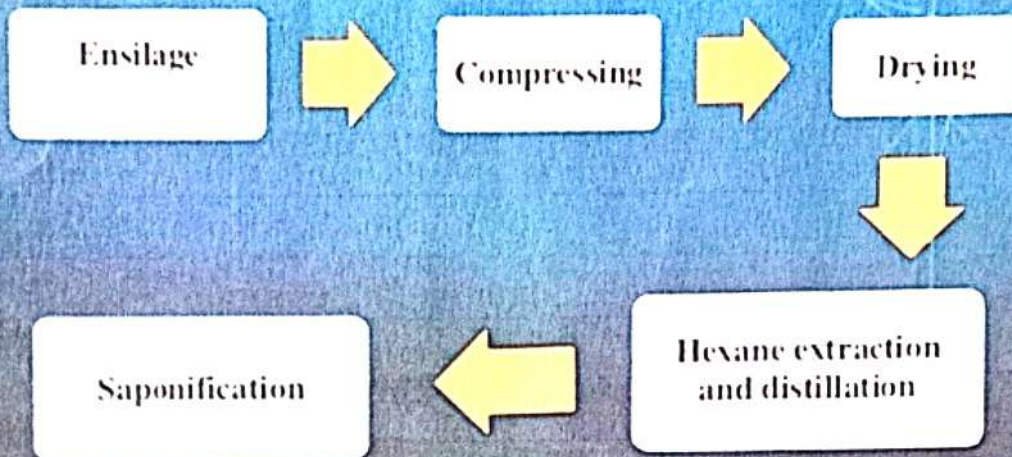 Ensilage
Compressing
Drying
Hexane extraction
and distillation
Saponification